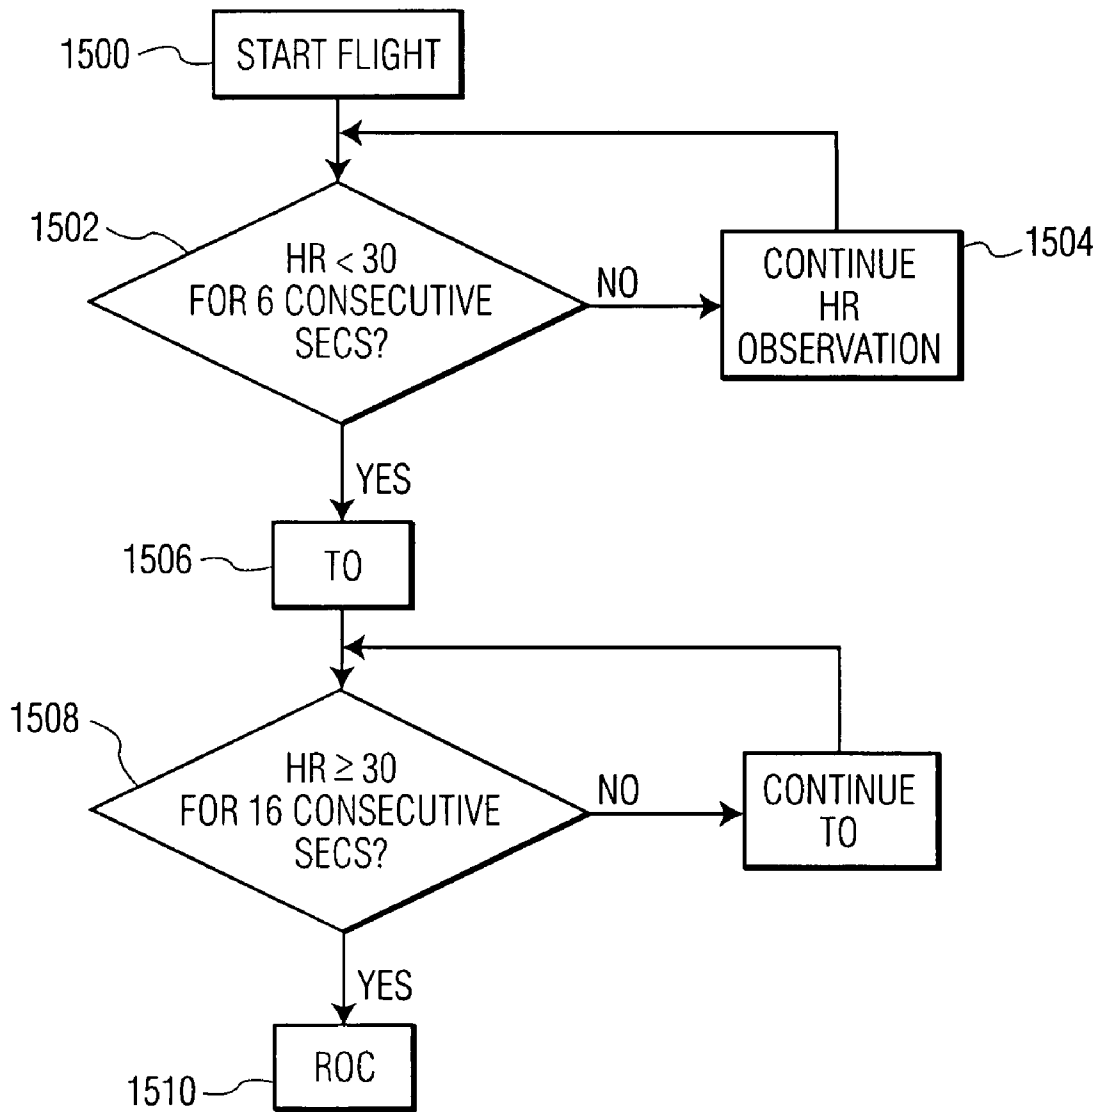 1500
START FLIGHT
1502
HR < 30
FOR 6 CONSECUTIVE
SECS?
NO
CONTINUE
HR
OBSERVATION
1504
YES
1506
TO
1508
HR ≥ 30
FOR 16 CONSECUTIVE
SECS?
NO
CONTINUE
TO
YES
1510
ROC